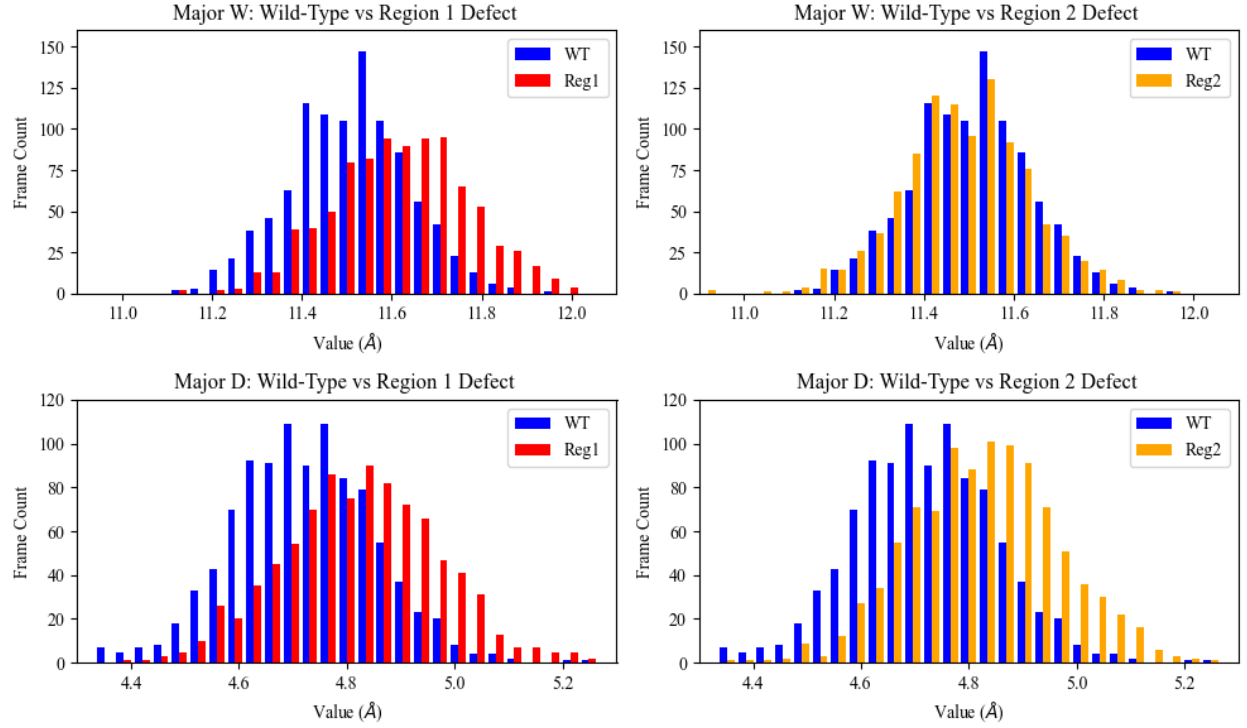 Major W: Wild-Type vs Region 1 Defect
WT
Reg1
Frame Count
150
125
100
75
50
25
0
11.0 11.2 11.4 11.6 11.8 12.0
Value (Å)
Major W: Wild-Type vs Region 2 Defect
WT
Reg2
Frame Count
150
125
100
75
50
25
0
11.0 11.2 11.4 11.6 11.8 12.0
Value (Å)
Major D: Wild-Type vs Region 1 Defect
WT
Reg1
Frame Count
120
100
80
60
40
20
0
4.4 4.6 4.8 5.0 5.2
Value (Å)
Major D: Wild-Type vs Region 2 Defect
WT
Reg2
Frame Count
120
100
80
60
40
20
0
4.4 4.6 4.8 5.0 5.2
Value (Å)